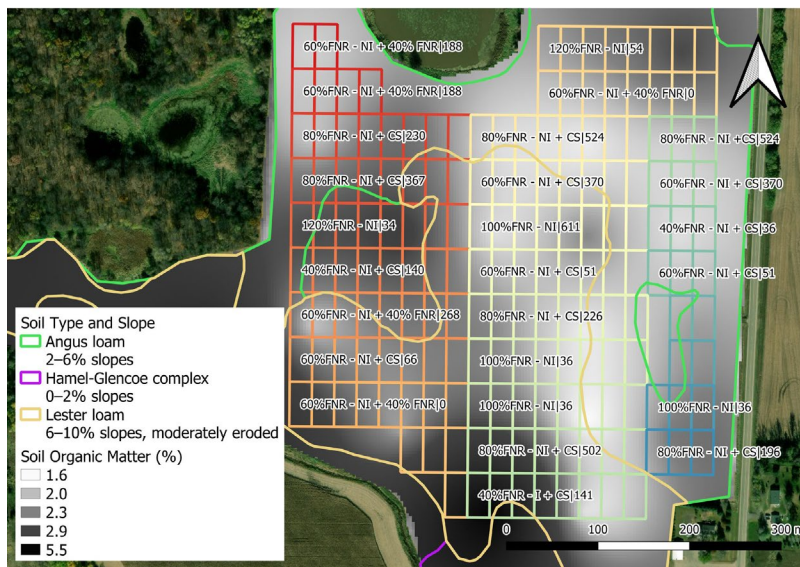 60%FNR - NI + 40% FNR|188
120%FNR - NI|54
60%FNR - NI + 40% FNR|188
60%FNR - NI + 40% FNR|0
80%FNR - NI + CS|230
80%FNR - NI + CS|524
80%FNR - NI +CS|524
80%FNR - NI + CS|367
60%FNR - NI + CS|370
60%FNR - NI + CS|370
120%FNR - NI|34
100%FNR - NI|611
40%FNR - NI + CS|36
40%FNR - NI + CS|140
60%FNR - NI + CS|51
60%FNR - NI + CS|51
60%FNR - NI + 40% FNR|268
80%FNR - NI + CS|226
60%FNR - NI + CS|66
100%FNR - NI|36
60%FNR - NI + 40% FNR|0
100%FNR - NI|36
100%FNR - NI|36
80%FNR - NI + CS|502
80%FNR - NI + CS|196
40%FNR - I + CS|141
Soil Type and Slope
Angus loam
2–6% slopes
Hamel-Glencoe complex
0–2% slopes
Lester loam
6–10% slopes, moderately eroded
Soil Organic Matter (%)
1.6
2.0
2.3
2.9
5.5
0 100 200 300 m